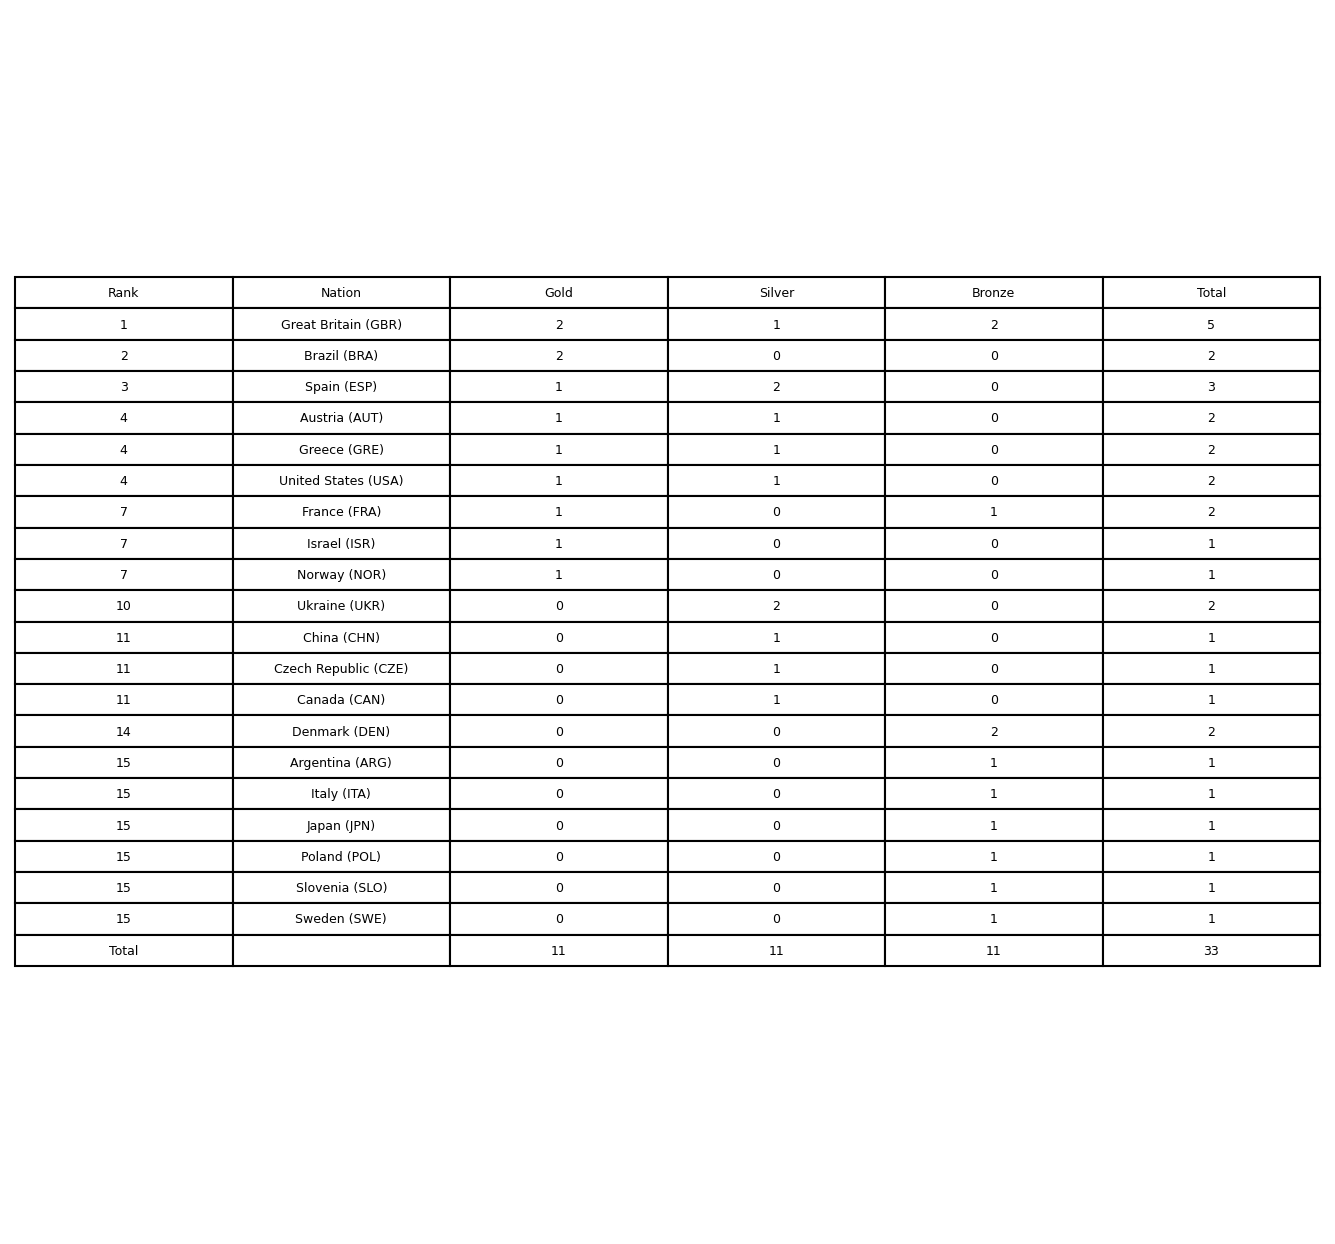 Rank Nation Gold Silver Bronze Total
1 Great Britain (GBR) 2 1 2 5
2 Brazil (BRA) 2 0 0 2
3 Spain (ESP) 1 2 0 3
4 Austria (AUT) 1 1 0 2
4 Greece (GRE) 1 1 0 2
4 United States (USA) 1 1 0 2
7 France (FRA) 1 0 1 2
7 Israel (ISR) 1 0 0 1
7 Norway (NOR) 1 0 0 1
10 Ukraine (UKR) 0 2 0 2
11 China (CHN) 0 1 0 1
11 Czech Republic (CZE) 0 1 0 1
11 Canada (CAN) 0 1 0 1
14 Denmark (DEN) 0 0 2 2
15 Argentina (ARG) 0 0 1 1
15 Italy (ITA) 0 0 1 1
15 Japan (JPN) 0 0 1 1
15 Poland (POL) 0 0 1 1
15 Slovenia (SLO) 0 0 1 1
15 Sweden (SWE) 0 0 1 1
Total 11 11 11 33